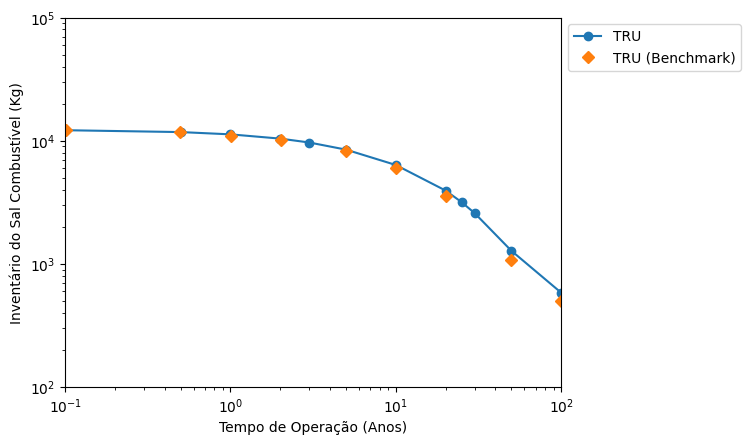 10^5
10^4
10^3
10^2
10^-1
10^0
10^1
10^2
Inventário do Sal Combustível (Kg)
Tempo de Operação (Anos)
TRU
TRU (Benchmark)